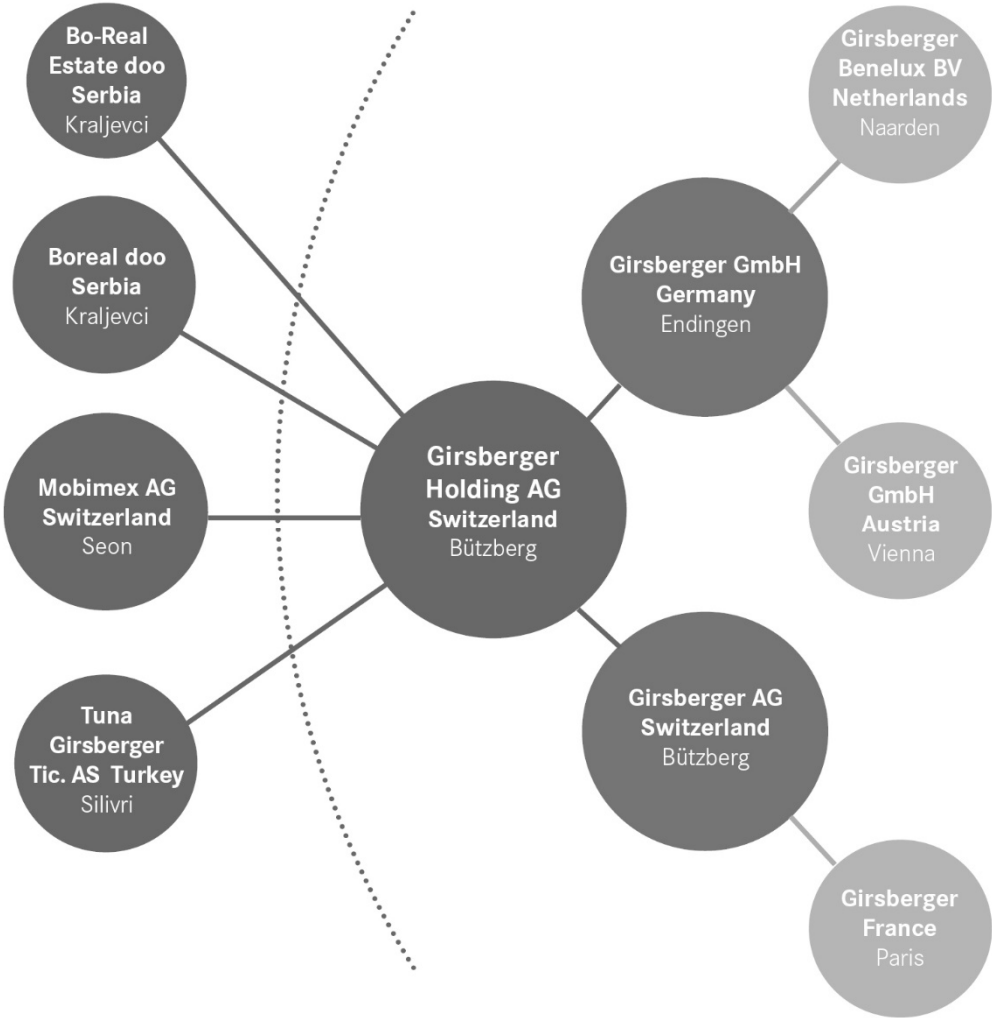 Bo-Real
Estate doo
Serbia
Kraljevci
Boreal doo
Serbia
Kraljevci
Mobimex AG
Switzerland
Seon
Tuna
Girsberger
Tic. AS Turkey
Silivri
Girsberger
Holding AG
Switzerland
Bützberg
Girsberger GmbH
Germany
Endingen
Girsberger AG
Switzerland
Bützberg
Girsberger
Benelux BV
Netherlands
Naarden
Girsberger
GmbH
Austria
Vienna
Girsberger
France
Paris